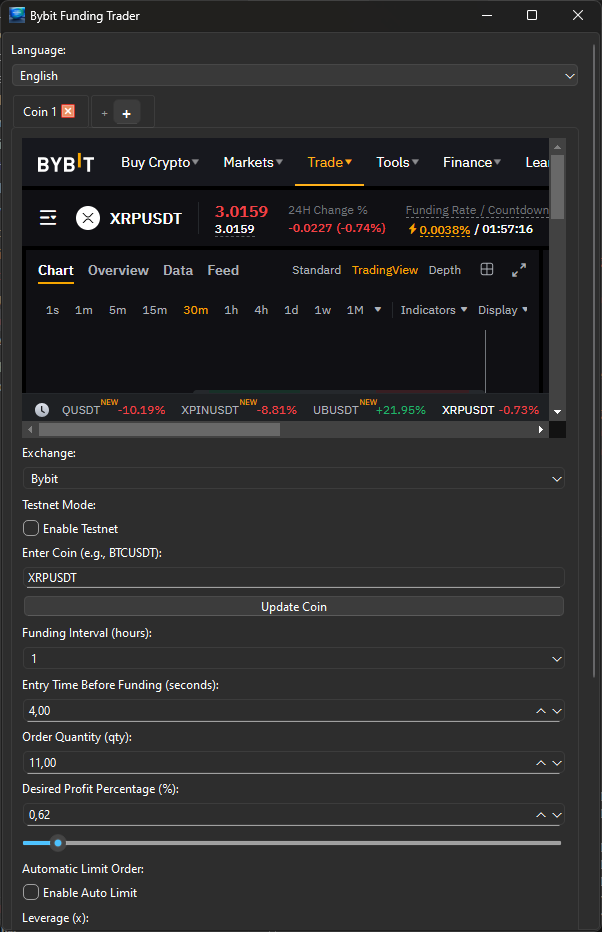 Bybit Funding Trader
Language:
English
Coin 1
+ +
BYBIT Buy Crypto Markets Trade Tools Finance Lear
XRPUSDT 3.0159 24H Change % Funding Rate / Countdown
3.0159 -0.0227 (-0.74%) 0.0038% / 01:57:16
Chart Overview Data Feed Standard TradingView Depth
1s 1m 5m 15m 30m 1h 4h 1d 1w 1M Indicators Display
QUSDT NEW -10.19% XPINUSDT NEW -8.81% UBUSDT NEW +21.95% XRPUSDT -0.73%
Exchange:
Bybit
Testnet Mode:
Enable Testnet
Enter Coin (e.g., BTCUSDT):
XRPUSDT
Update Coin
Funding Interval (hours):
1
Entry Time Before Funding (seconds):
4,00
Order Quantity (qty):
11,00
Desired Profit Percentage (%):
0,62
Automatic Limit Order:
Enable Auto Limit
Leverage (x):